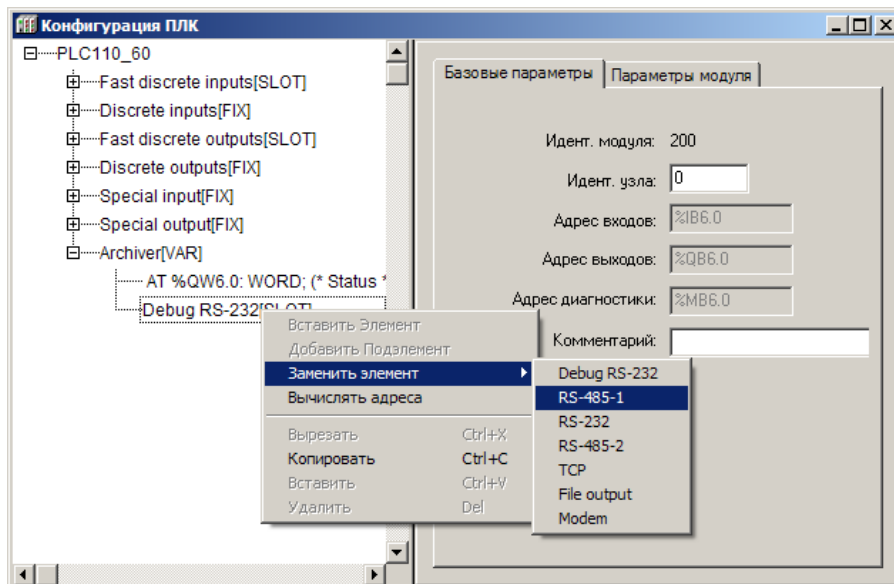 Конфигурация ПЛК
PLC110_60
Fast discrete inputs[SLOT]
Discrete inputs[FIX]
Fast discrete outputs[SLOT]
Discrete outputs[FIX]
Special input[FIX]
Special output[FIX]
Archiver[VAR]
AT %QW6.0: WORD; (* Status *
Debug RS-232[SLOT]
Вставить Элемент
Добавить Подэлемент
Заменить элемент
Вычислять адреса
Вырезать Ctrl+X
Копировать Ctrl+C
Вставить Ctrl+V
Удалить Del
Debug RS-232
RS-485-1
RS-232
RS-485-2
TCP
File output
Modem
Базовые параметры Параметры модуля
Идент. модуля: 200
Идент. узла: 0
Адрес входов: %IB6.0
Адрес выходов: %QB6.0
Адрес диагностики: %MB6.0
Комментарий: